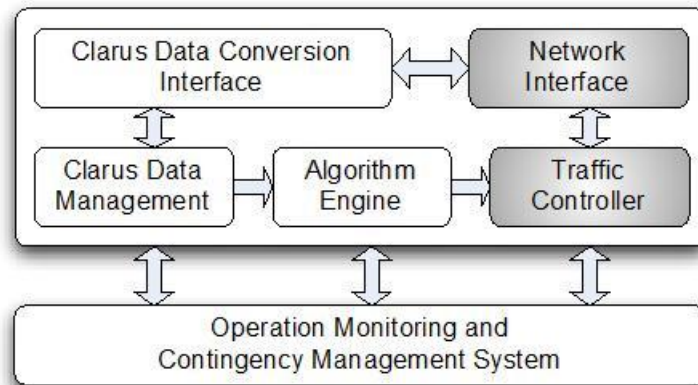 Clarus Data Conversion
Interface
Network
Interface
Clarus Data
Management
Algorithm
Engine
Traffic
Controller
Operation Monitoring and
Contingency Management System